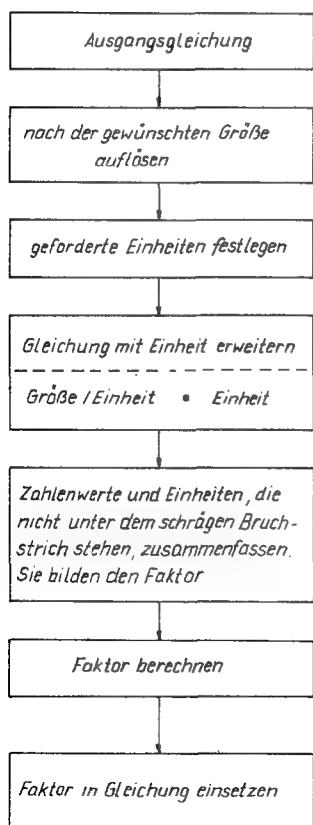 Ausgangsgleichung
nach der gewünschten Größe
auflösen
geforderte Einheiten festlegen
Gleichung mit Einheit erweitern
Größe / Einheit • Einheit
Zahlenwerte und Einheiten, die
nicht unter dem schrägen Bruch-
strich stehen, zusammenfassen.
Sie bilden den Faktor
Faktor berechnen
Faktor in Gleichung einsetzen